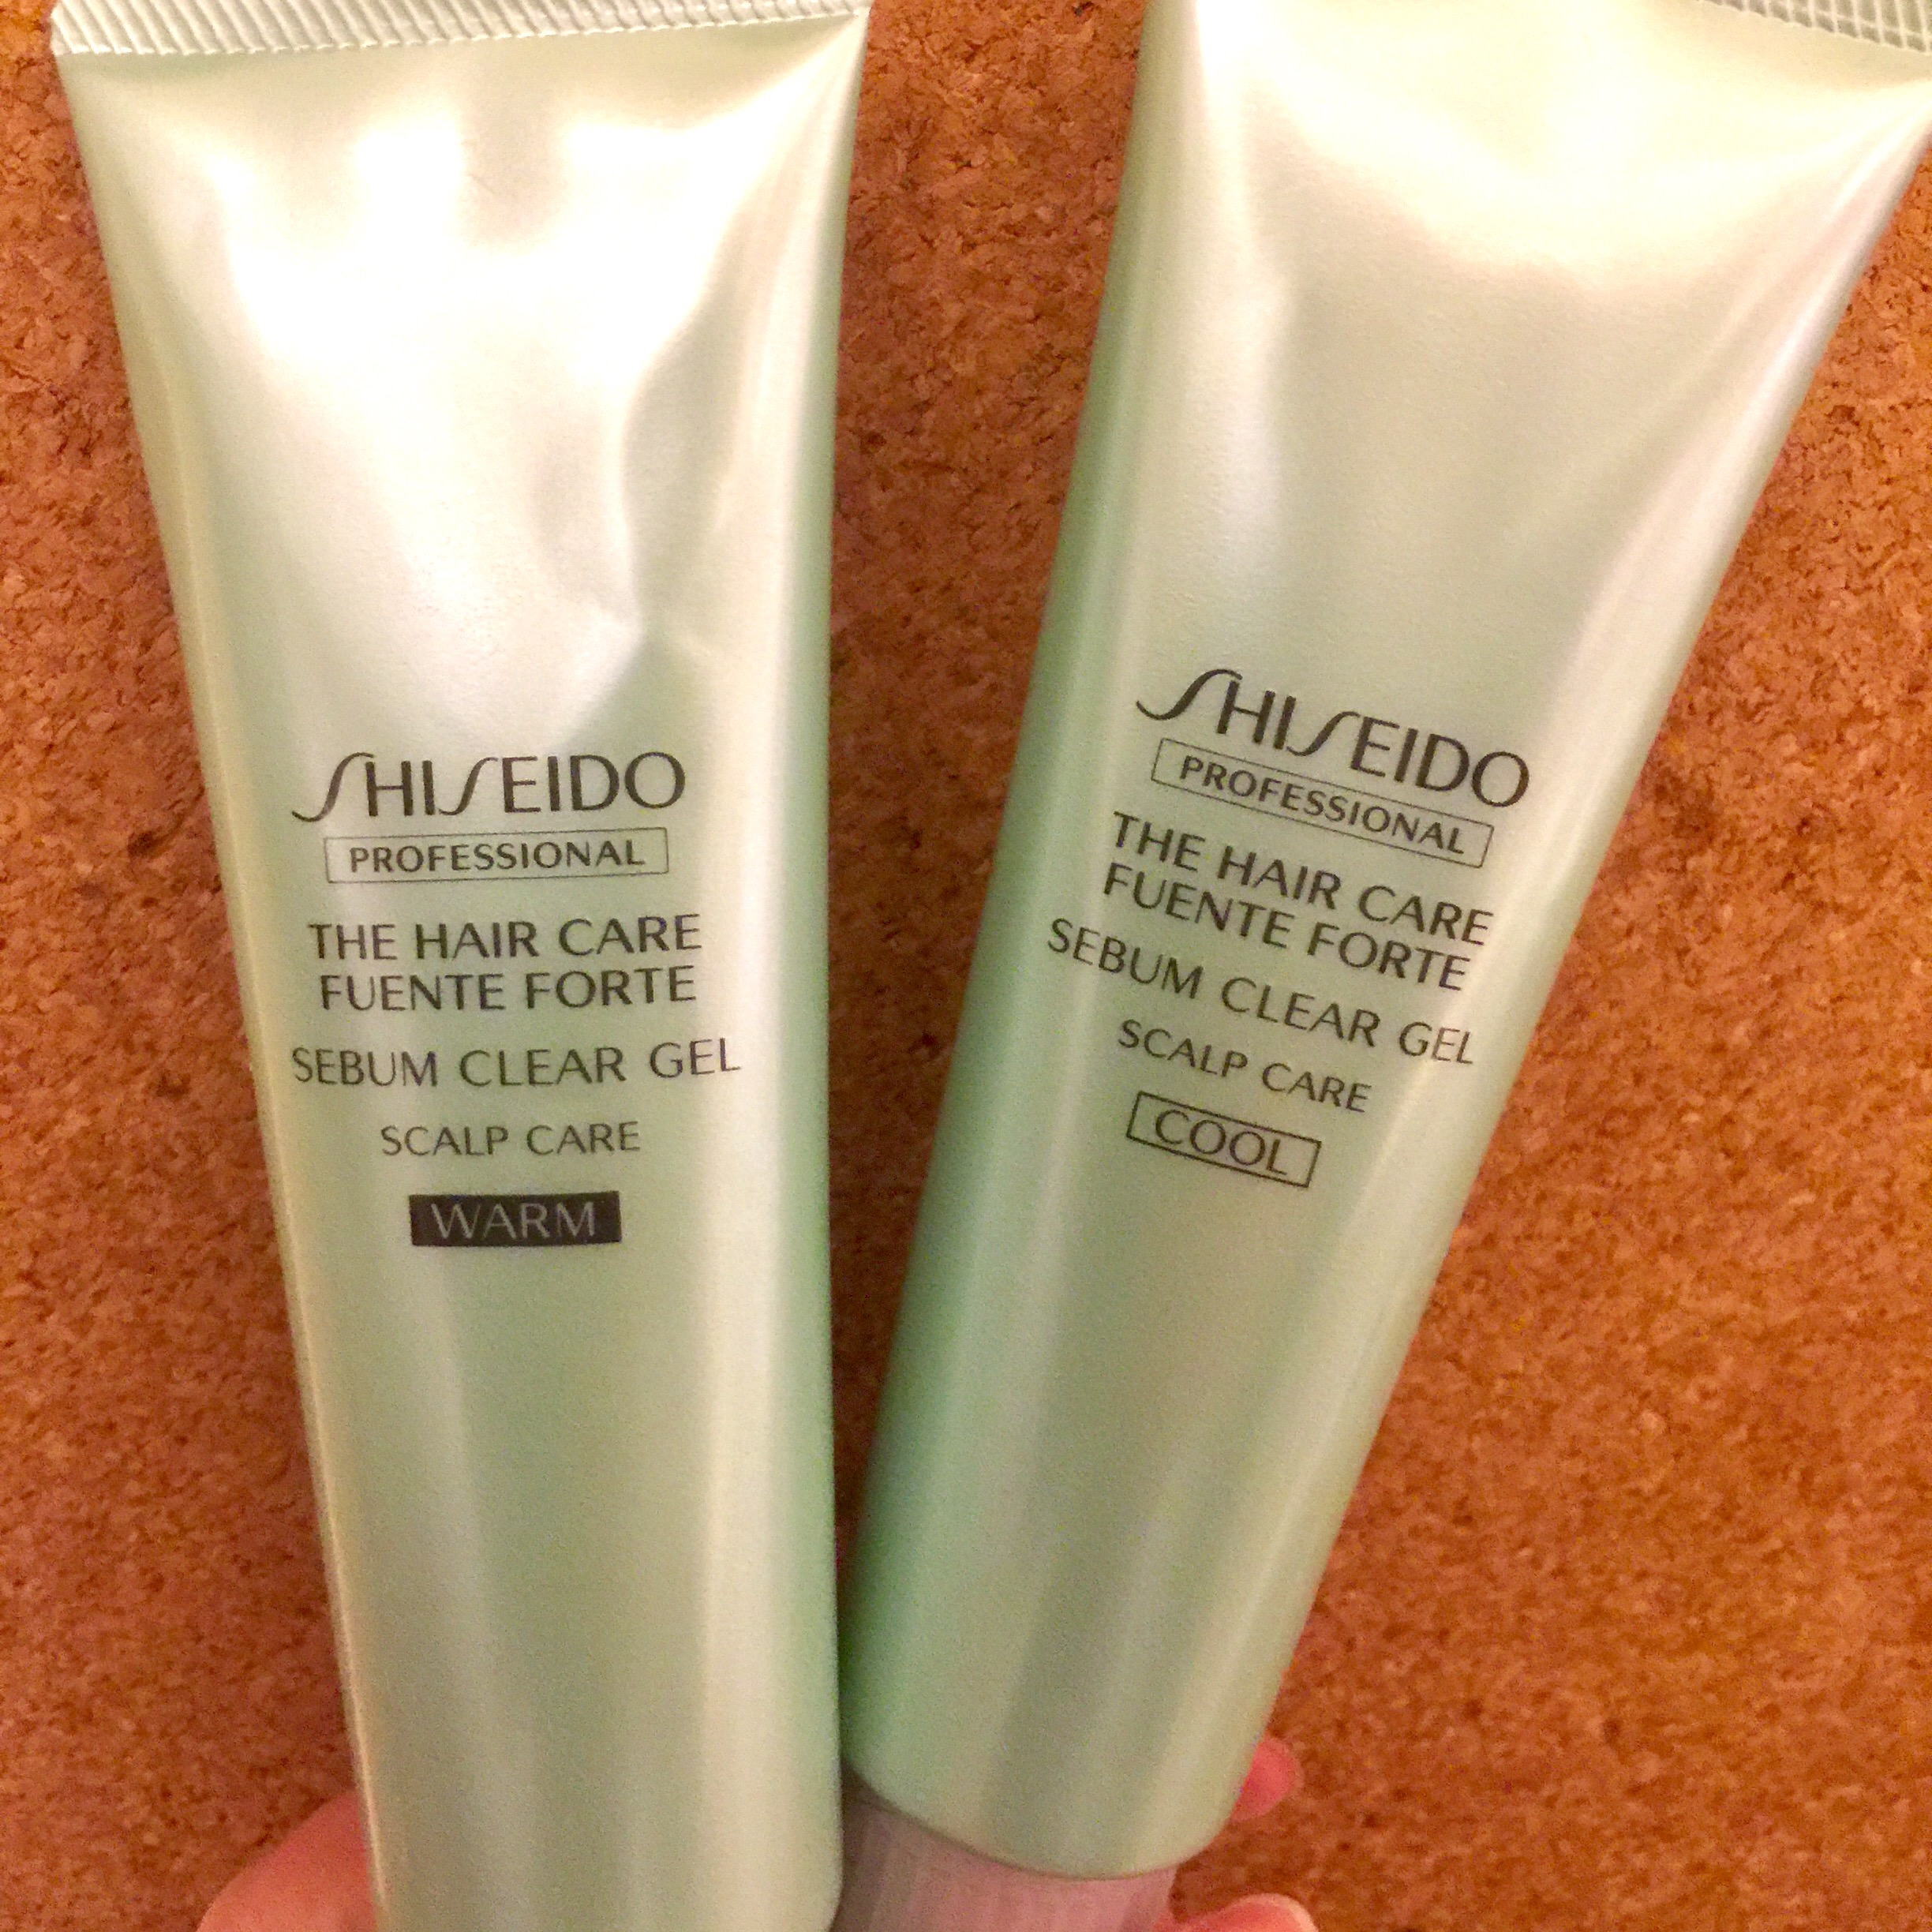 SHISEIDO
PROFESSIONAL
THE HAIR CARE
FUENTE FORTE
SEBUM CLEAR GEL
SCALP CARE
WARM
SHISEIDO
PROFESSIONAL
THE HAIR CARE
FUENTE FORTE
SEBUM CLEAR GEL
SCALP CARE
COOL